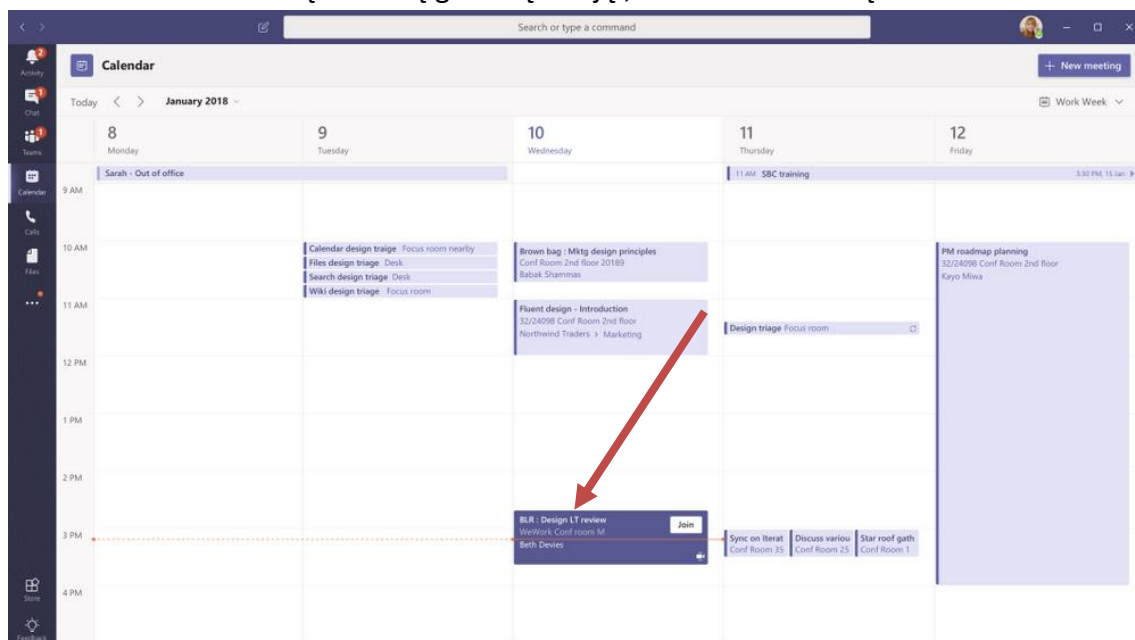 Search or type a command
Activity
Calendar
+ New meeting
Chat
Today
January 2018
Work Week
Teams
8
Monday
9
Tuesday
10
Wednesday
11
Thursday
12
Friday
Calendar
Sarah - Out of office
11 AM SBC training
3:30 PM, 15 Jan
9 AM
Calls
Files
10 AM
Calendar design traige Focus room nearby
Files design triage Desk
Search design triage Desk
Wiki design triage Focus room
Brown bag : Mktg design principles
Conf Room 2nd floor 20189
Babak Shammas
PM roadmap planning
32/24098 Conf Room 2nd floor
Kayo Miwa
11 AM
Fluent design - Introduction
32/24098 Conf Room 2nd floor
Northwind Traders > Marketing
Design triage Focus room
12 PM
1 PM
2 PM
BLR : Design LT review
WeWork Conf room M
Beth Devies
Join
3 PM
Sync on Iterat
Conf Room 35
Discuss variou
Conf Room 25
Star roof gath
Conf Room 1
Store
4 PM
Feedback